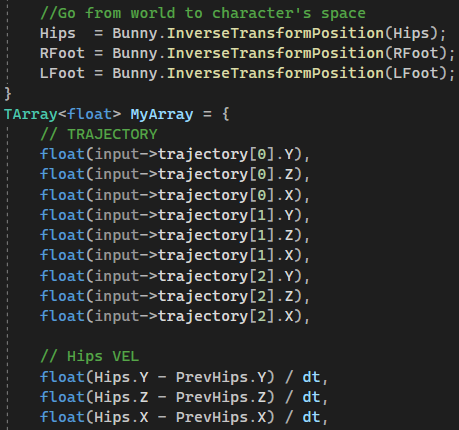 //Go from world to character's space
Hips  = Bunny.InverseTransformPosition(Hips);
RFoot = Bunny.InverseTransformPosition(RFoot);
LFoot = Bunny.InverseTransformPosition(LFoot);
}
TArray<float> MyArray = {
// TRAJECTORY
float(input->trajectory[0].Y),
float(input->trajectory[0].Z),
float(input->trajectory[0].X),
float(input->trajectory[1].Y),
float(input->trajectory[1].Z),
float(input->trajectory[1].X),
float(input->trajectory[2].Y),
float(input->trajectory[2].Z),
float(input->trajectory[2].X),
// Hips VEL
float(Hips.Y - PrevHips.Y) / dt,
float(Hips.Z - PrevHips.Z) / dt,
float(Hips.X - PrevHips.X) / dt,